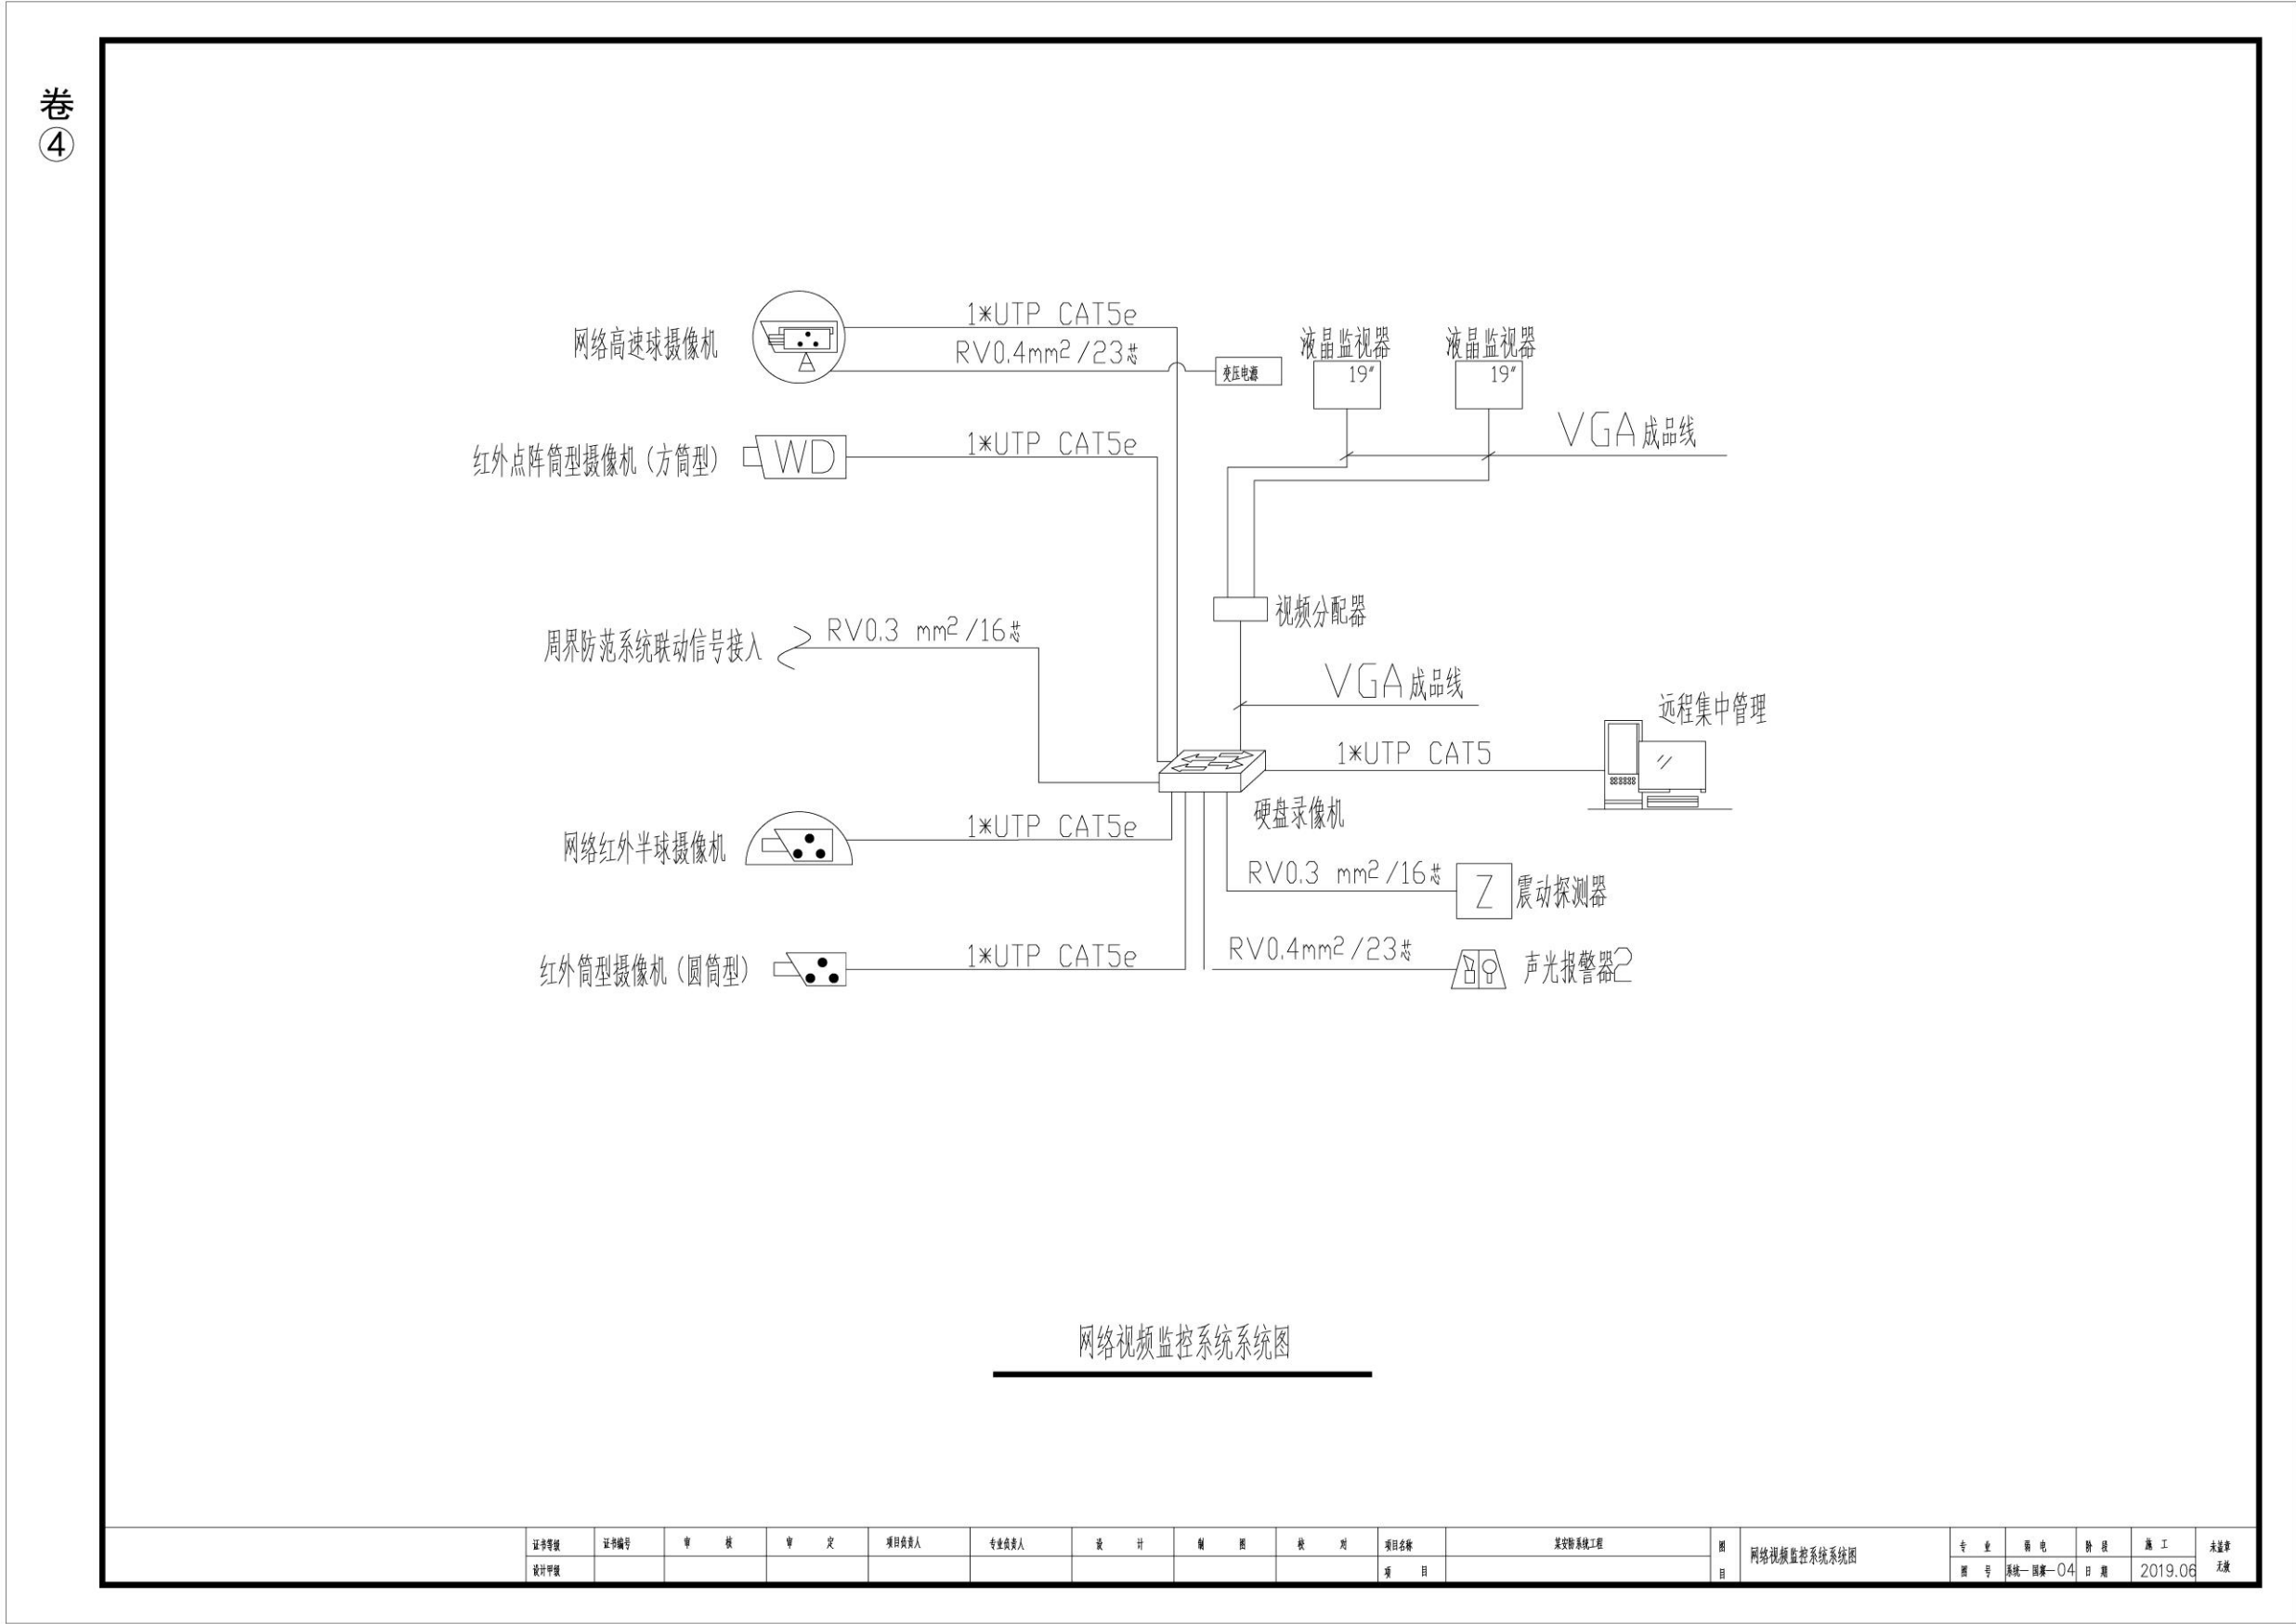 卷
④
1*UTP CAT5e
网络高速球摄像机
RV0.4mm²/23芯
变压电源
液晶监视器
19"
液晶监视器
19"
VGA成品线
红外点阵筒型摄像机(方筒型)
WD
1*UTP CAT5e
视频分配器
周界防范系统联动信号接入
RV0.3 mm²/16芯
VGA成品线
远程集中管理
1*UTP CAT5
硬盘录像机
网络红外半球摄像机
1*UTP CAT5e
RV0.3 mm²/16芯
Z
震动探测器
红外筒型摄像机(圆筒型)
1*UTP CAT5e
RV0.4mm²/23芯
声光报警器2
网络视频监控系统系统图
证书等级 证书编号 审 核 审 定 项目负责人 专业负责人 设 计 制 图 校 对 项目名称 某安防系统工程 图 目 网络视频监控系统系统图 专 业 弱 电 阶 段 施 工 未盖章
设计甲级 项 目 图 号 系统—国赛—04 日 期 2019.06 无效